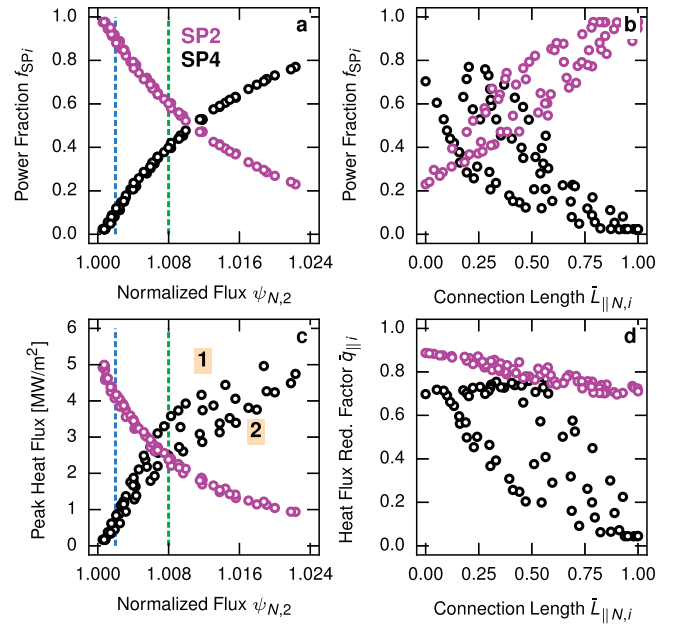 1.0
0.8
0.6
0.4
0.2
0.0
Power Fraction fSPi
a
SP2
SP4
1.000 1.008 1.016 1.024
Normalized Flux ψN,2
1.0
0.8
0.6
0.4
0.2
0.0
Power Fraction fSPi
b
0.00 0.25 0.50 0.75 1.00
Connection Length L̄∥N,i
6
5
4
3
2
1
0
Peak Heat Flux [MW/m²]
c
1
2
1.000 1.008 1.016 1.024
Normalized Flux ψN,2
1.0
0.8
0.6
0.4
0.2
0.0
Heat Flux Red. Factor q̄∥i
d
0.00 0.25 0.50 0.75 1.00
Connection Length L̄∥N,i